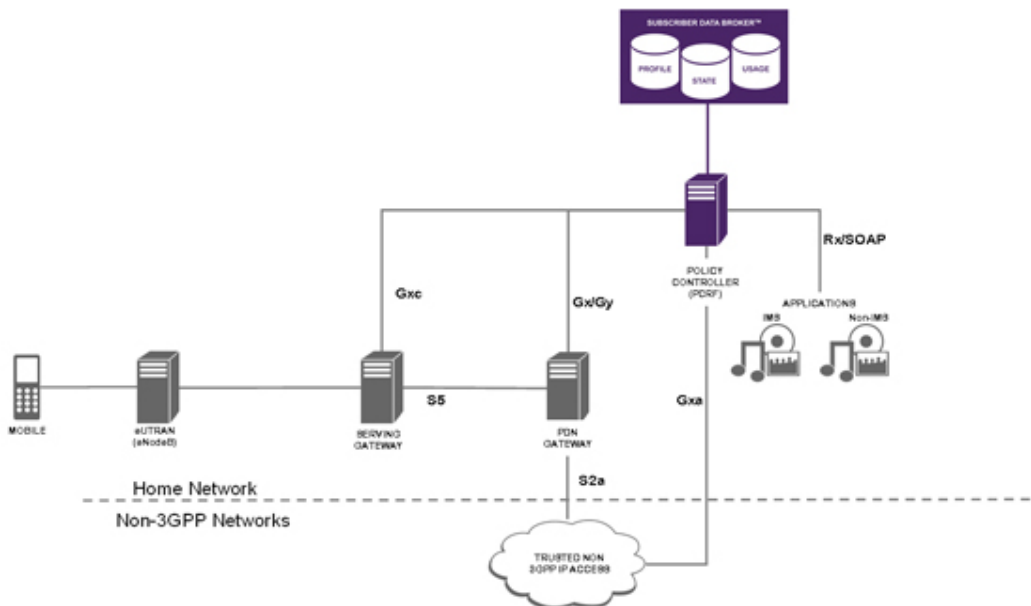 SUBSCRIBER DATA BROKER™
PROFILE
STATE
USAGE
Rx/SOAP
POLICY
CONTROLLER
(PDRF)
Gxc
Gx/Gy
APPLICATIONS
IMS
Non-IMS
Gxa
S5
MOBILE
eUTRAN
(eNodeB)
SERVING
GATEWAY
PDN
GATEWAY
S2a
Home Network
Non-3GPP Networks
TRUSTED NON
3GPP IP ACCESS